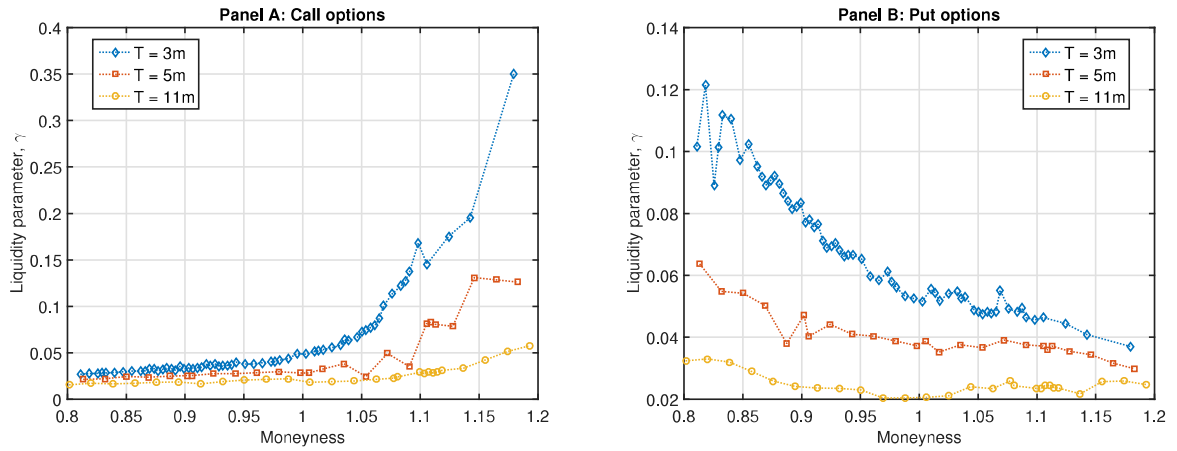 Panel A: Call options
0.4
0.35
0.3
0.25
0.2
0.15
0.1
0.05
0
Liquidity parameter, γ
T = 3m
T = 5m
T = 11m
0.8
0.85
0.9
0.95
1
1.05
1.1
1.15
1.2
Moneyness
Panel B: Put options
0.14
0.12
0.1
0.08
0.06
0.04
0.02
Liquidity parameter, γ
T = 3m
T = 5m
T = 11m
0.8
0.85
0.9
0.95
1
1.05
1.1
1.15
1.2
Moneyness